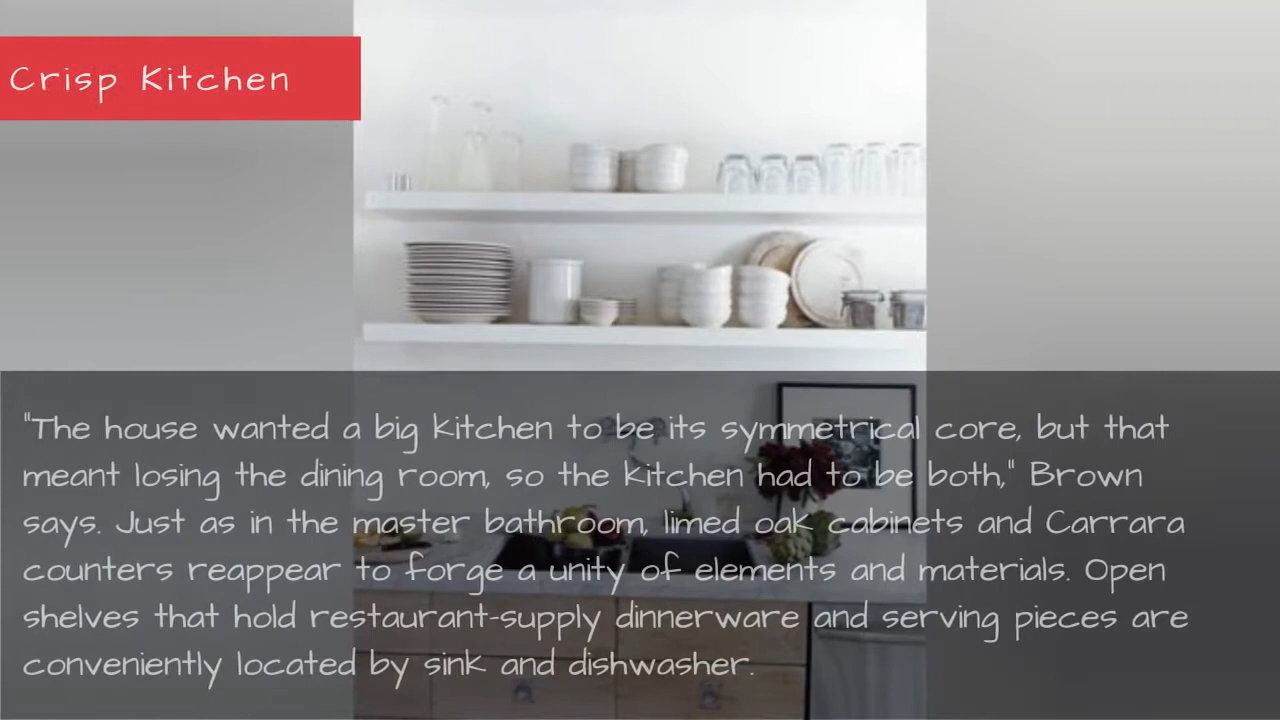 Crisp Kitchen
"The house wanted a big kitchen to be its symmetrical core, but that
meant losing the dining room, so the kitchen had to be both," Brown
says. Just as in the master bathroom, limed oak cabinets and Carrara
counters reappear to forge a unity of elements and materials. Open
shelves that hold restaurant-supply dinnerware and serving pieces are
conveniently located by sink and dishwasher.